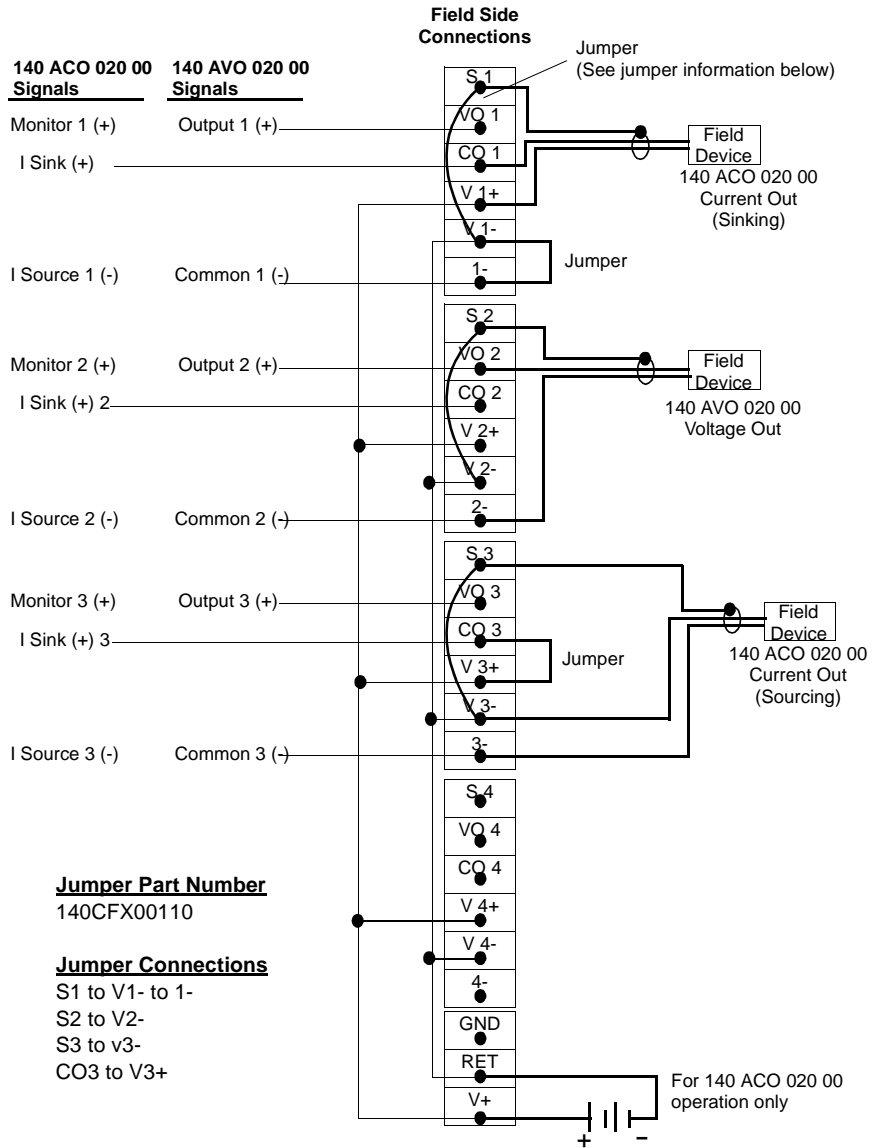 Field Side
Connections
Jumper
(See jumper information below)
140 ACO 020 00
Signals
140 AVO 020 00
Signals
S 1
Monitor 1 (+)
Output 1 (+)
VO 1
Field
Device
I Sink (+)
CO 1
140 ACO 020 00
Current Out
(Sinking)
V 1+
V 1-
Jumper
I Source 1 (-)
Common 1 (-)
1-
S 2
Monitor 2 (+)
Output 2 (+)
VO 2
Field
Device
I Sink (+) 2
CO 2
140 AVO 020 00
Voltage Out
V 2+
V 2-
I Source 2 (-)
Common 2 (-)
2-
S 3
Monitor 3 (+)
Output 3 (+)
VO 3
Field
Device
I Sink (+) 3
CO 3
Jumper
140 ACO 020 00
Current Out
(Sourcing)
V 3+
V 3-
I Source 3 (-)
Common 3 (-)
3-
S 4
VO 4
CO 4
V 4+
V 4-
4-
GND
RET
V+
Jumper Part Number
140CFX00110
Jumper Connections
S1 to V1- to 1-
S2 to V2-
S3 to v3-
CO3 to V3+
For 140 ACO 020 00
operation only
+ -